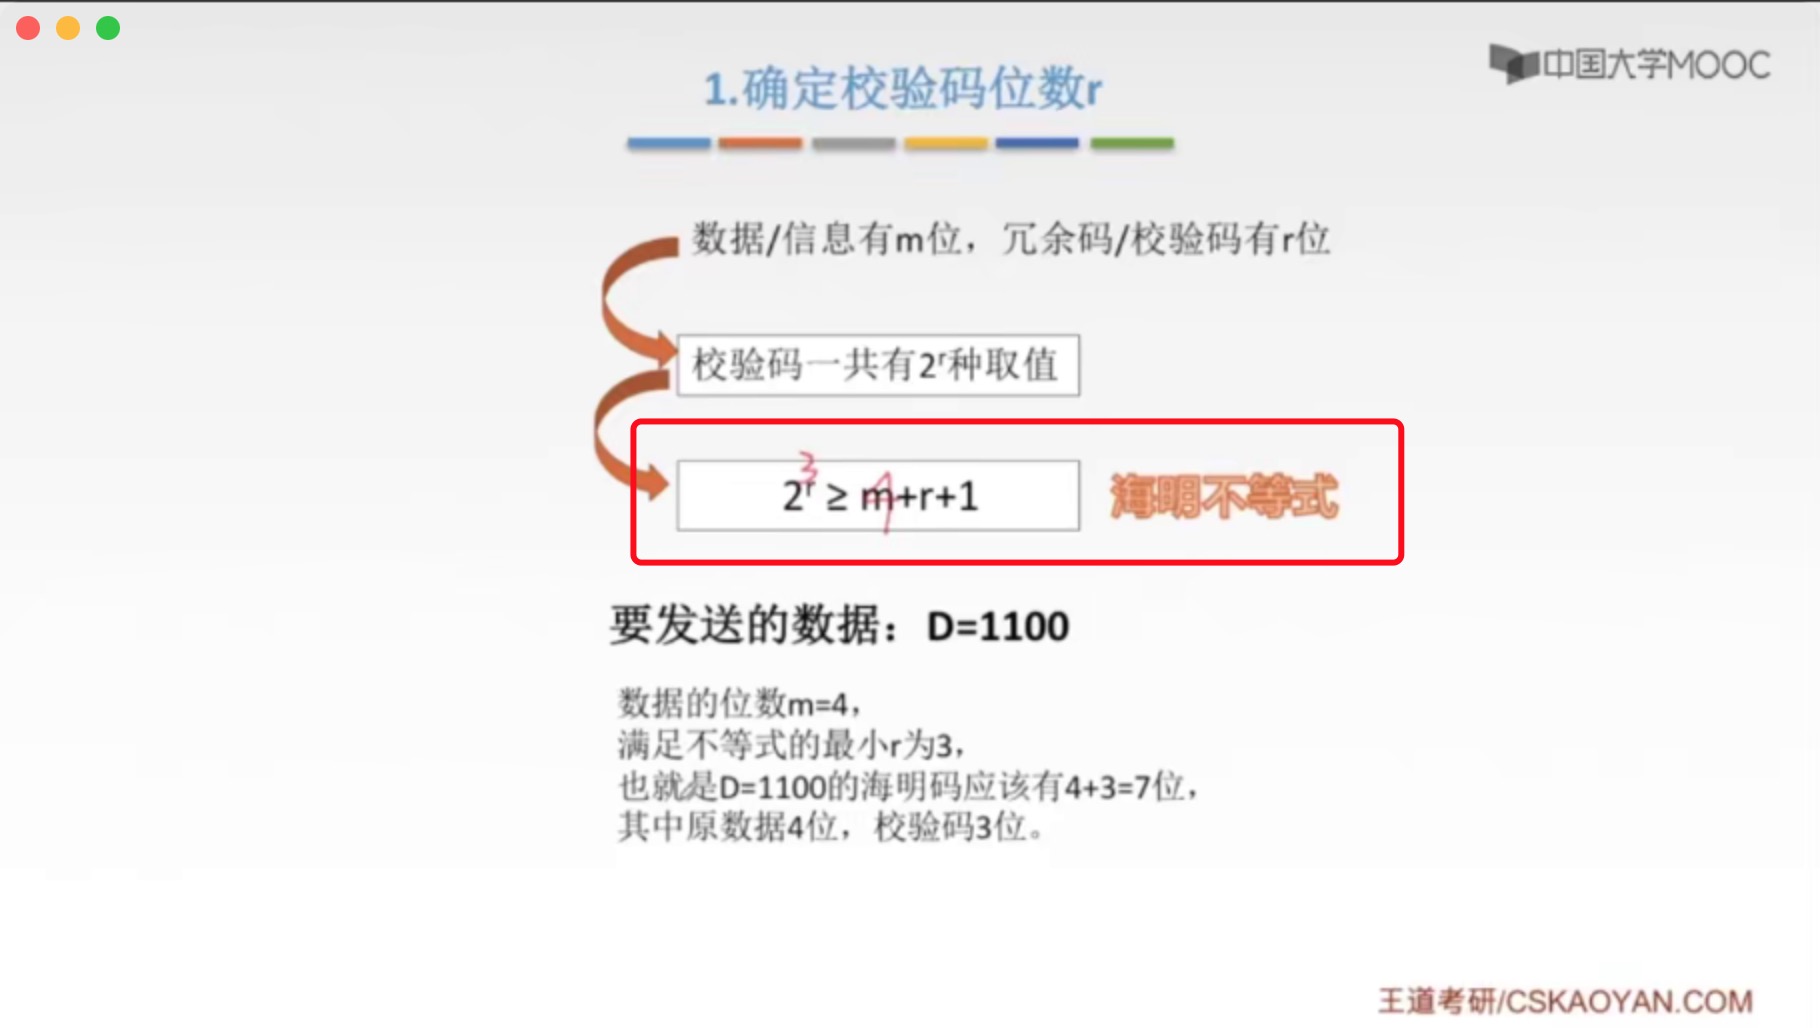 中国大学MOOC
1.确定校验码位数r
数据/信息有m位，冗余码/校验码有r位
校验码一共有2ʳ种取值
3
4
2ʳ ≥ m+r+1
海明不等式
要发送的数据：D=1100
数据的位数m=4，
满足不等式的最小r为3，
也就是D=1100的海明码应该有4+3=7位，
其中原数据4位，校验码3位。
王道考研/CSKAOYAN.COM